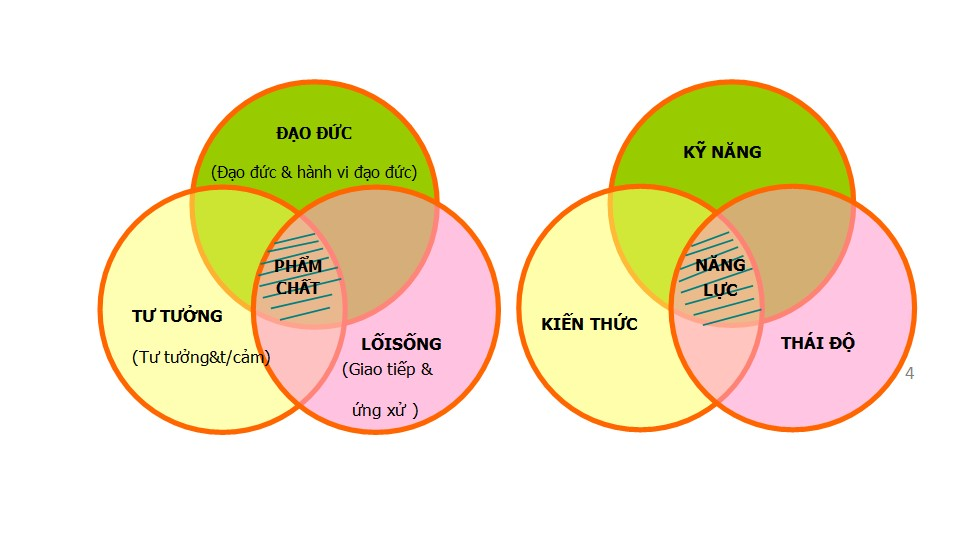 ĐẠO ĐỨC
(Đạo đức & hành vi đạo đức)
PHẨM
CHẤT
TƯ TƯỞNG
(Tư tưởng&t/cảm)
LỐISỐNG
(Giao tiếp &
ứng xử )
KỸ NĂNG
NĂNG
LỰC
KIẾN THỨC
THÁI ĐỘ
4